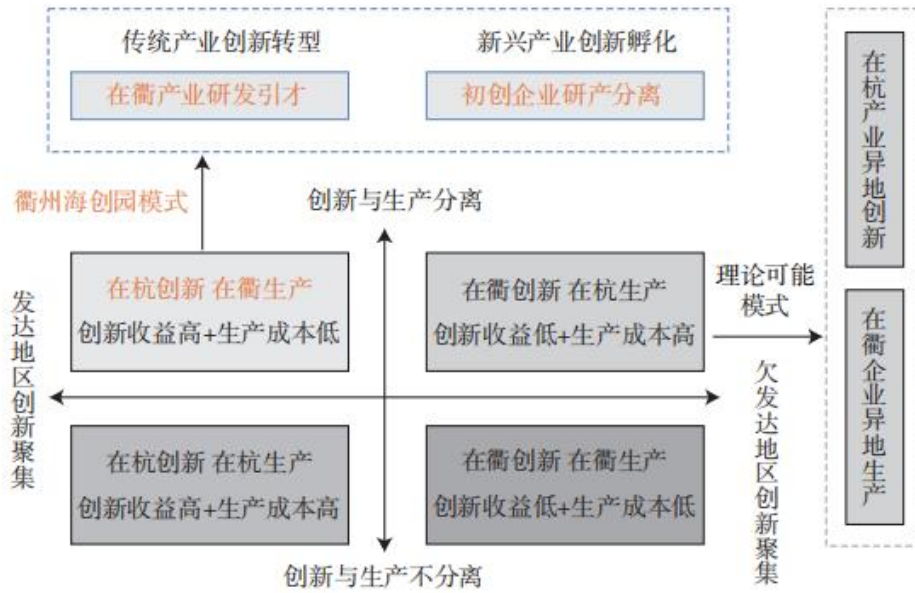 传统产业创新转型
新兴产业创新孵化
在衢产业研发引才
初创企业研产分离
衢州海创园模式
创新与生产分离
在杭创新 在衢生产
创新收益高+生产成本低
在衢创新 在杭生产
创新收益低+生产成本高
理论可能
模式
在杭产业异地创新
在衢企业异地生产
发达地区创新聚集
欠发达地区创新聚集
在杭创新 在杭生产
创新收益高+生产成本高
在衢创新 在衢生产
创新收益低+生产成本低
创新与生产不分离